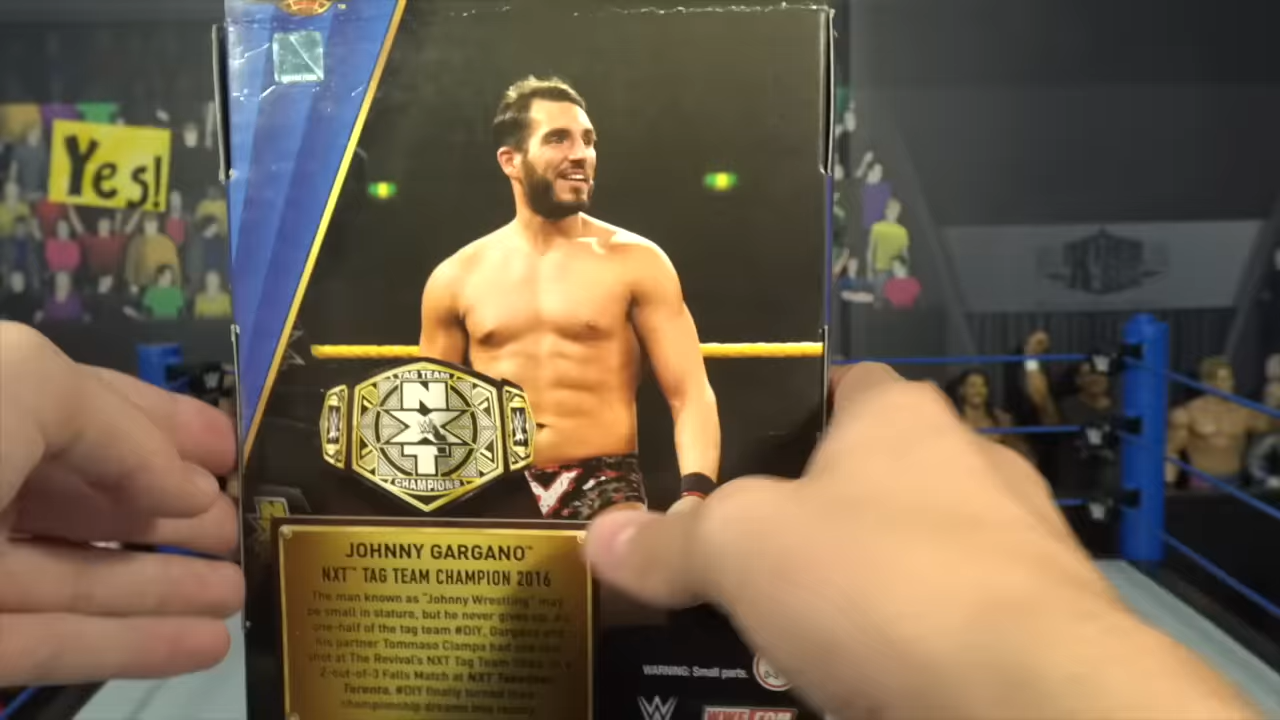 Yes!
TAG TEAM
NXT
CHAMPIONS
JOHNNY GARGANO™
NXT™ TAG TEAM CHAMPION 2016
The man known as "Johnny Wrestling" may
be small in stature, but he never gives up. As
one-half of the tag team #DIY, Gargano and
his partner Tommaso Ciampa had one
shot at The Revival's NXT Tag Team Titles in a
2-out-of-3 Falls Match at NXT TakeOver:
Toronto. #DIY finally turned their
championship dreams into reality
WARNING: Small parts.
WWE.COM